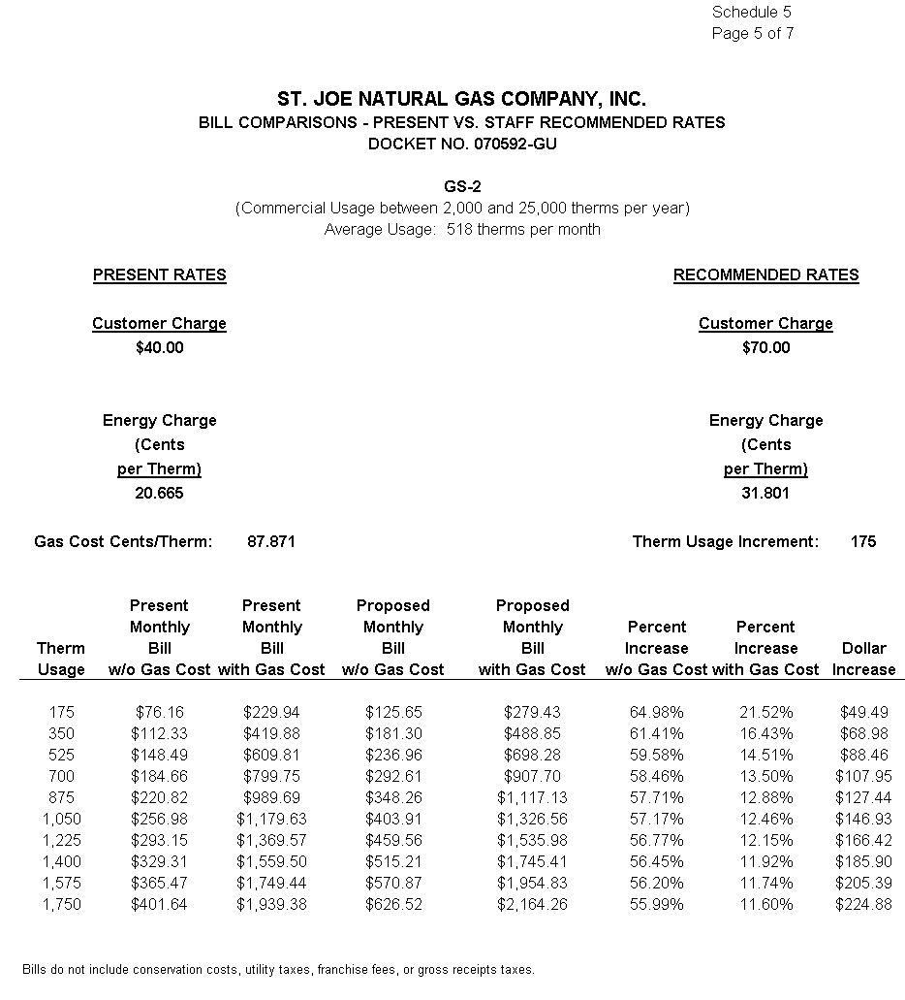 Schedule 5
Page 5 of 7
ST. JOE NATURAL GAS COMPANY, INC.
BILL COMPARISONS - PRESENT VS. STAFF RECOMMENDED RATES
DOCKET NO. 070592-GU
GS-2
(Commercial Usage between 2,000 and 25,000 therms per year)
Average Usage: 518 therms per month
PRESENT RATES RECOMMENDED RATES
Customer Charge Customer Charge
$40.00 $70.00
Energy Charge Energy Charge
(Cents (Cents
per Therm) per Therm)
20.665 31.801
Gas Cost Cents/Therm: 87.871 Therm Usage Increment: 175
Present Present Proposed Proposed
Monthly Monthly Monthly Monthly Percent Percent
Therm Bill Bill Bill Bill Increase Increase Dollar
Usage w/o Gas Cost with Gas Cost w/o Gas Cost with Gas Cost w/o Gas Cost with Gas Cost Increase
175 $76.16 $229.94 $125.65 $279.43 64.98% 21.52% $49.49
350 $112.33 $419.88 $181.30 $488.85 61.41% 16.43% $68.98
525 $148.49 $609.81 $236.96 $698.28 59.58% 14.51% $88.46
700 $184.66 $799.75 $292.61 $907.70 58.46% 13.50% $107.95
875 $220.82 $989.69 $348.26 $1,117.13 57.71% 12.88% $127.44
1,050 $256.98 $1,179.63 $403.91 $1,326.56 57.17% 12.46% $146.93
1,225 $293.15 $1,369.57 $459.56 $1,535.98 56.77% 12.15% $166.42
1,400 $329.31 $1,559.50 $515.21 $1,745.41 56.45% 11.92% $185.90
1,575 $365.47 $1,749.44 $570.87 $1,954.83 56.20% 11.74% $205.39
1,750 $401.64 $1,939.38 $626.52 $2,164.26 55.99% 11.60% $224.88
Bills do not include conservation costs, utility taxes, franchise fees, or gross receipts taxes.